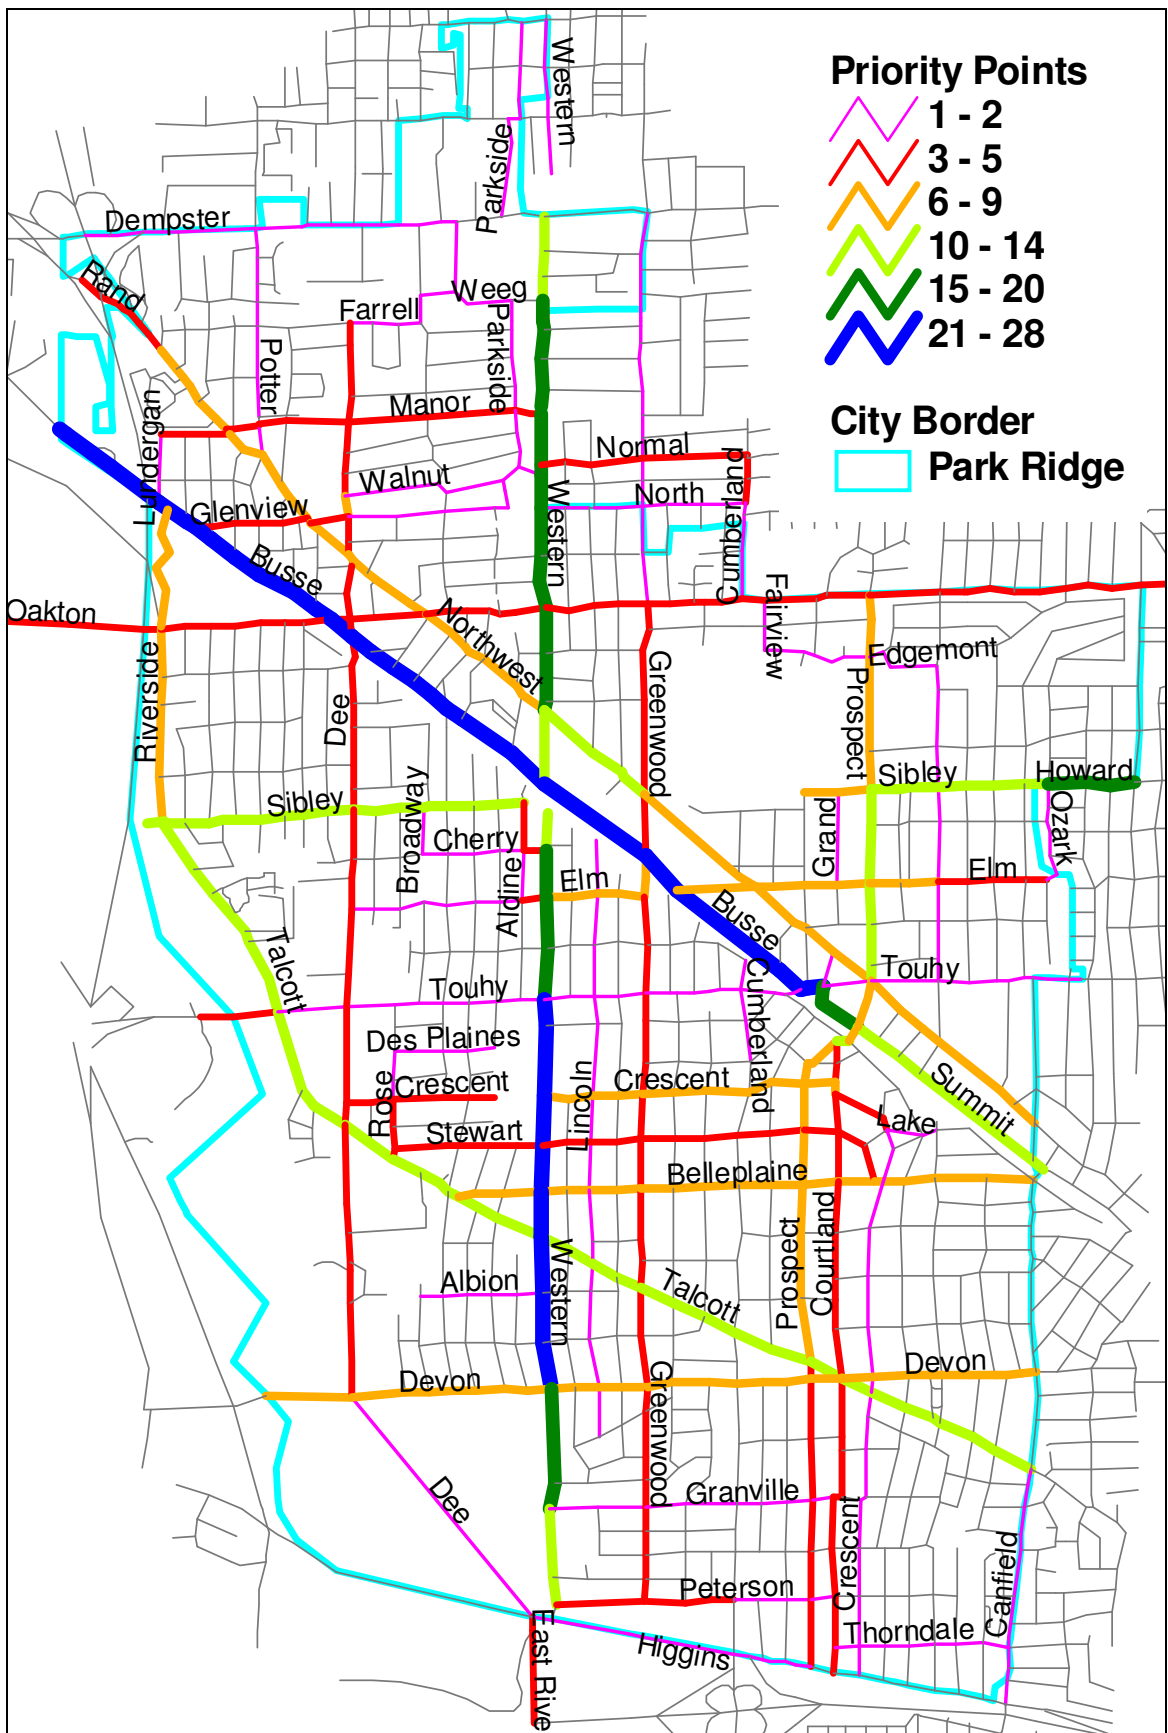 Priority Points
1 - 2
3 - 5
6 - 9
10 - 14
15 - 20
21 - 28
City Border
Park Ridge
Western
Parkside
Dempster
Rand
Weeg
Farrell
Parkside
Potter
Manor
Lundergan
Normal
Walnut
North
Cumberland
Glenview
Western
Busse
Oakton
Fairview
Northwest
Edgemont
Riverside
Greenwood
Prospect
Dee
Sibley
Howard
Sibley
Broadway
Cherry
Grand
Ozark
Elm
Elm
Aldine
Busse
Talcott
Touhy
Touhy
Cumberland
Des Plaines
Crescent
Crescent
Rose
Lincoln
Summit
Lake
Stewart
Belleplaine
Prospect
Courtland
Western
Albion
Talcott
Devon
Devon
Greenwood
Dee
Granville
Crescent
Canfield
Peterson
Thorndale
Higgins
East Rive